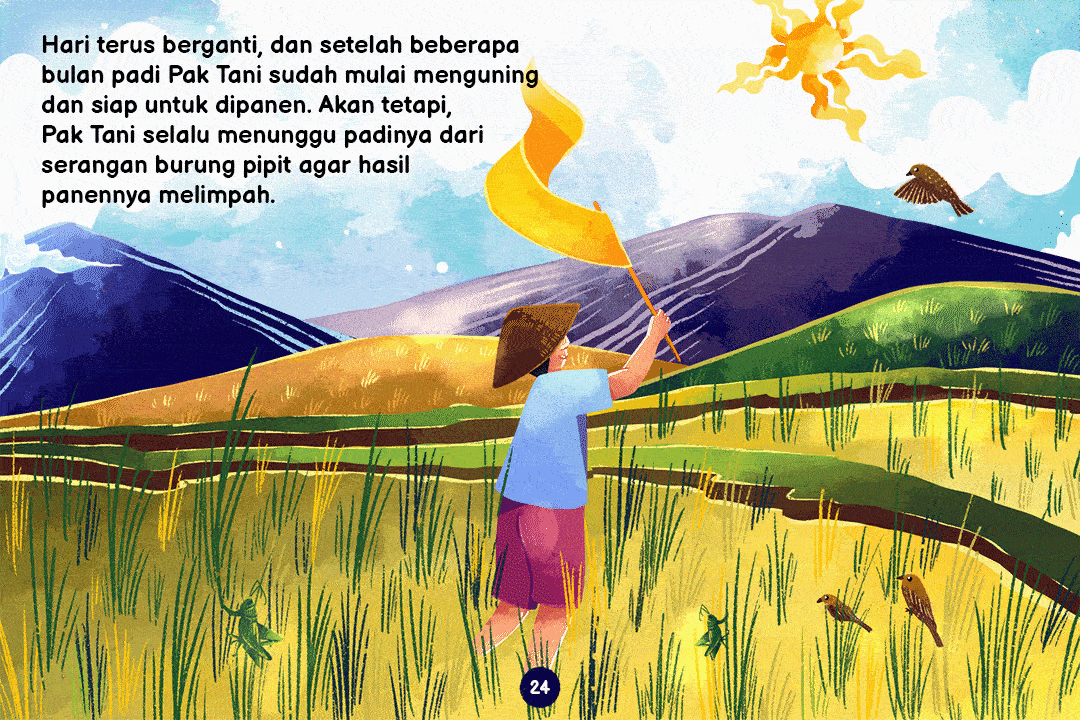 Hari terus berganti, dan setelah beberapa
bulan padi Pak Tani sudah mulai menguning
dan siap untuk dipanen. Akan tetapi,
Pak Tani selalu menunggu padinya dari
serangan burung pipit agar hasil
panennya melimpah.
24